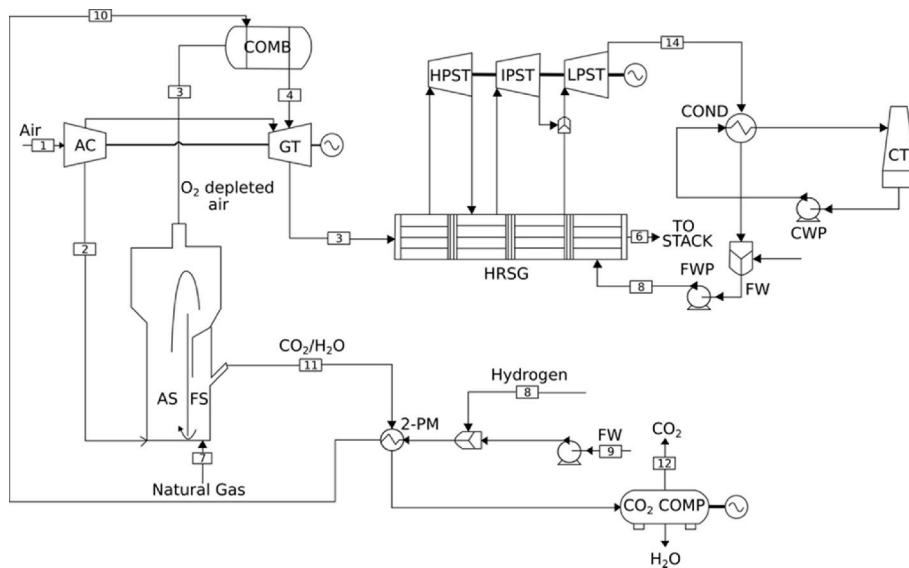 10
COMB
3
4
Air
1
AC
GT
O2 depleted
air
2
3
HPST
IPST
LPST
14
COND
CT
CWP
TO
STACK
6
HRSG
FWP
8
FW
CO2/H2O
11
AS
FS
7
Natural Gas
Hydrogen
8
2-PM
FW
9
CO2
12
CO2 COMP
H2O